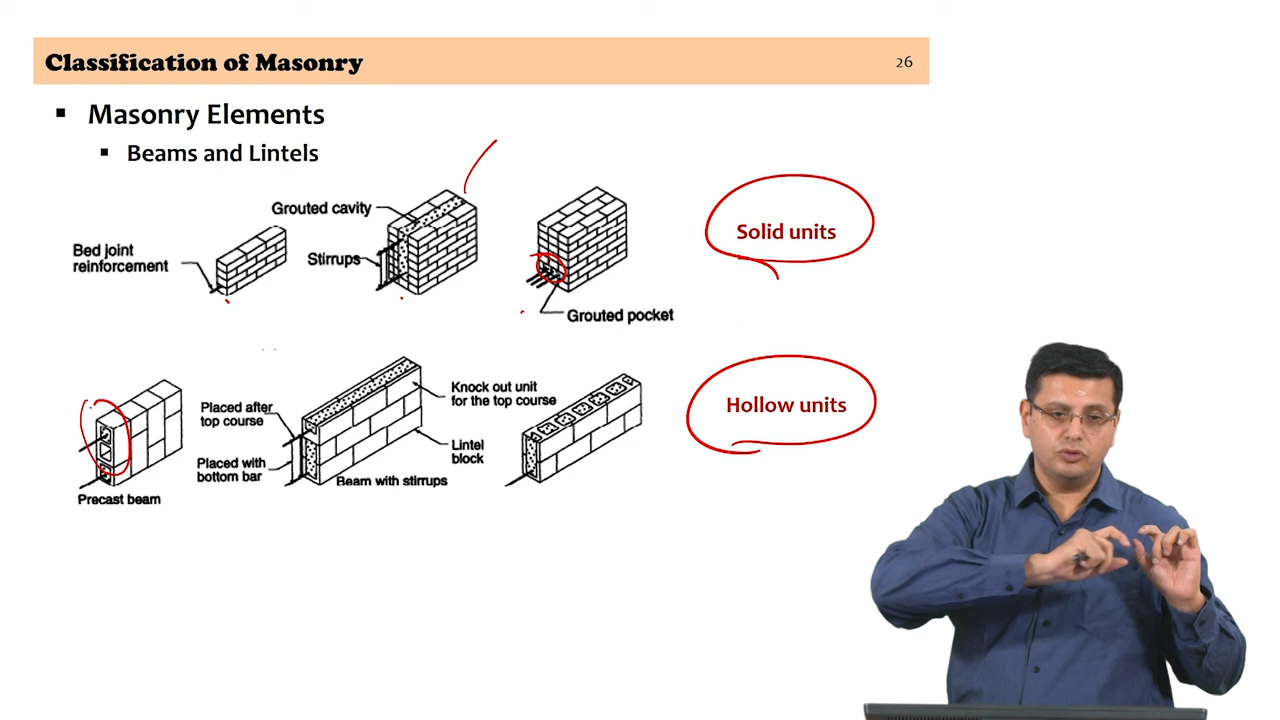 Classification of Masonry
26
▪ Masonry Elements
▪ Beams and Lintels
Grouted cavity
Bed joint
reinforcement
Stirrups
Solid units
Grouted pocket
Placed after
top course
Knock out unit
for the top course
Hollow units
Placed with
bottom bar
Lintel
block
Beam with stirrups
Precast beam